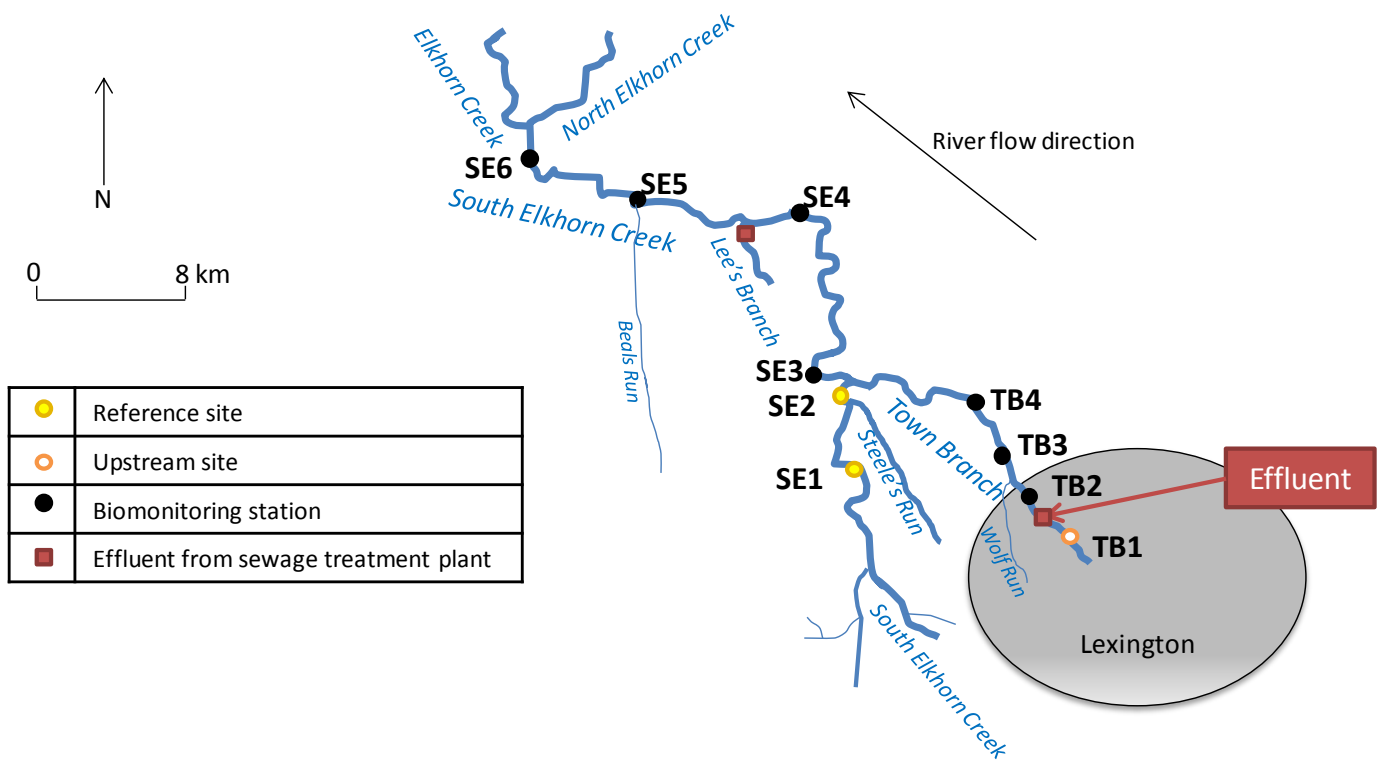 Elkhorn Creek
North Elkhorn Creek
River flow direction
SE6
SE5
SE4
N
South Elkhorn Creek
Lee's Branch
0
8 km
Beals Run
SE3
SE2
TB4
Town Branch
Steele's Run
TB3
SE1
TB2
Effluent
Wolf Run
TB1
South Elkhorn Creek
Lexington
Reference site
Upstream site
Biomonitoring station
Effluent from sewage treatment plant